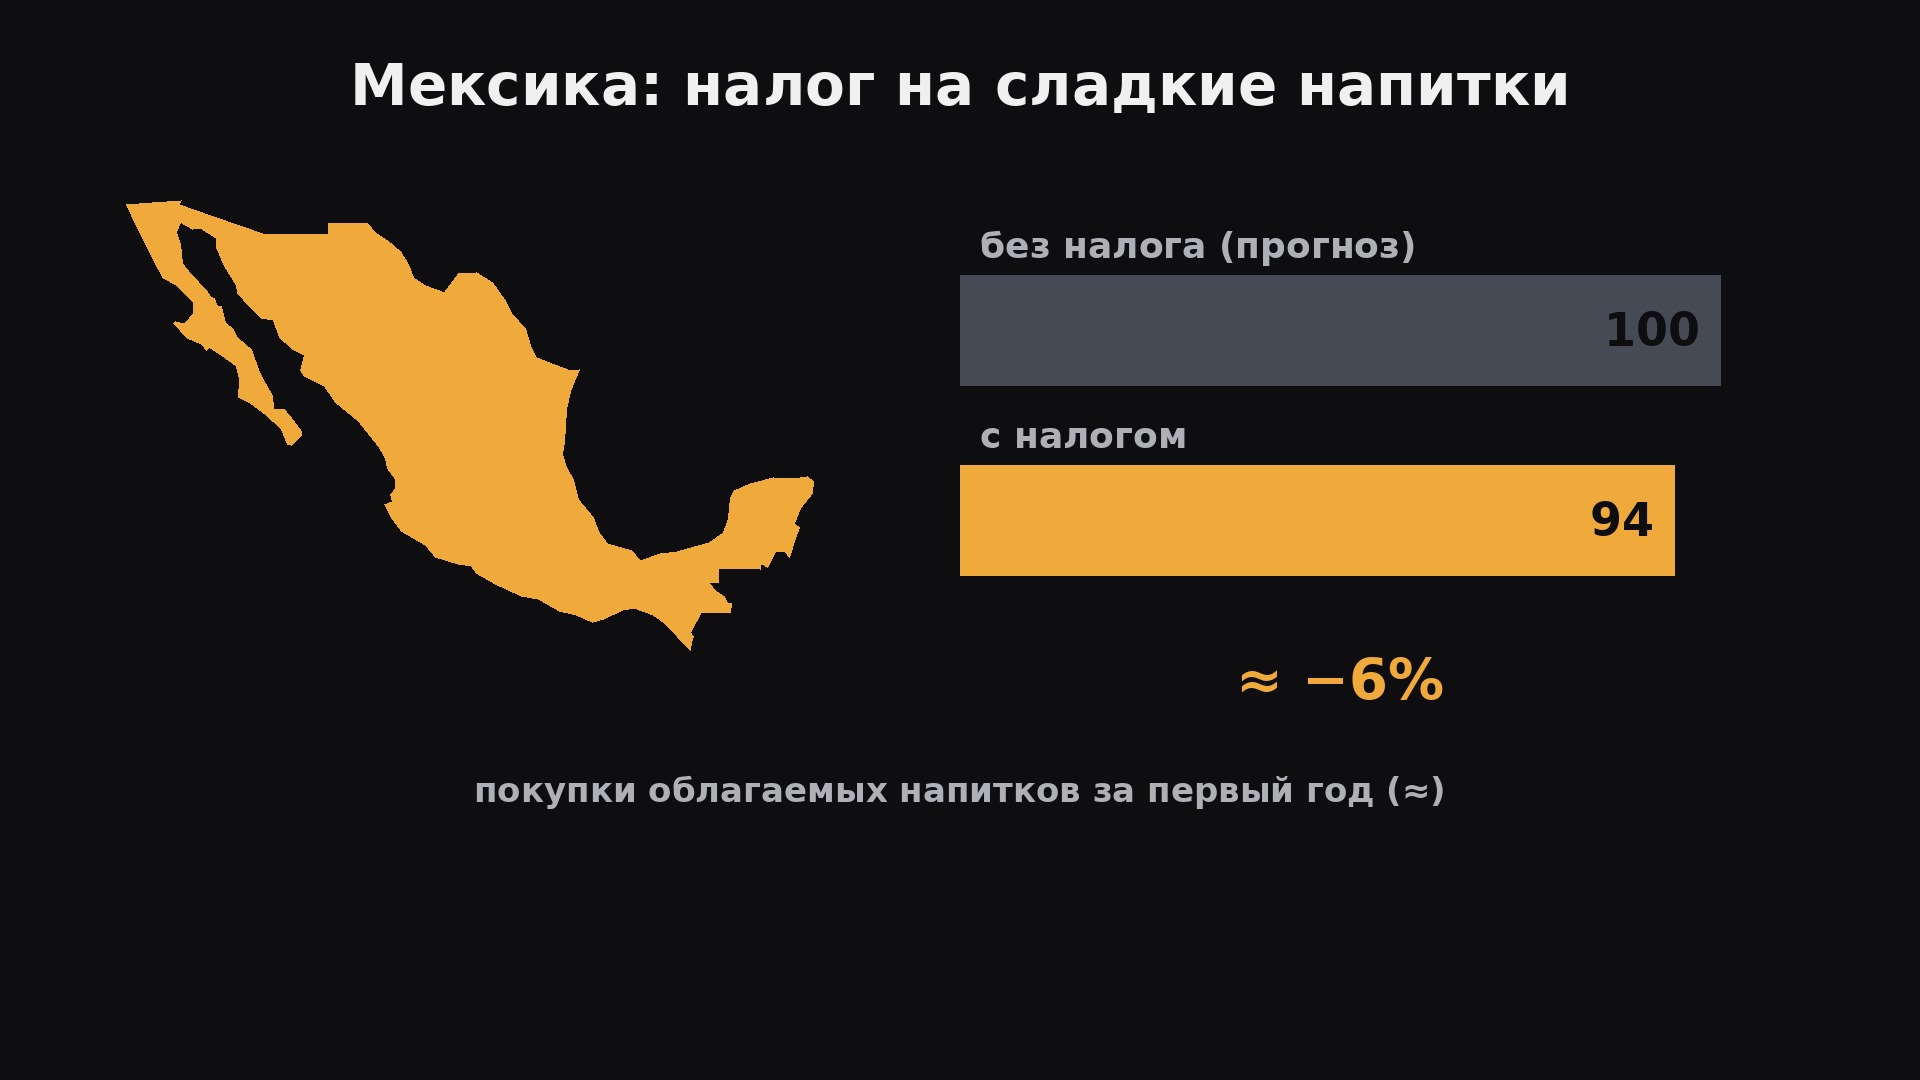 Мексика: налог на сладкие напитки
без налога (прогноз)
100
с налогом
94
≈ −6%
покупки облагаемых напитков за первый год (≈)